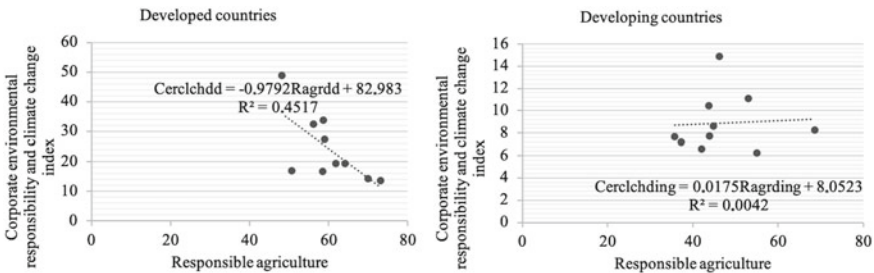 Developed countries
Corporate environmental
responsibility and climate change
index
60
50
40
30
20
10
0
Cerclchdd = -0,9792Ragrdd + 82,983
R² = 0,4517
0 20 40 60 80
Responsible agriculture
Developing countries
Corporate environmental
responsibility and climate change
index
16
14
12
10
8
6
4
2
0
Cerclchding = 0,0175Ragrding + 8,0523
R² = 0,0042
0 20 40 60 80
Responsible agriculture